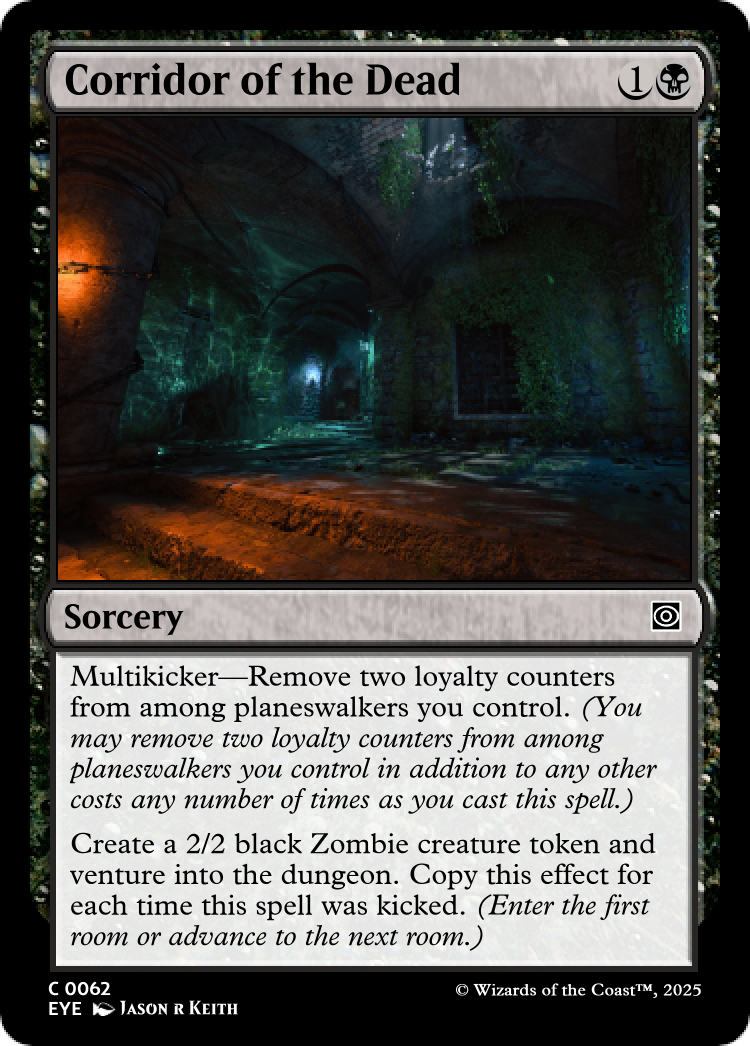 Corridor of the Dead 1
Sorcery
Multikicker—Remove two loyalty counters
from among planeswalkers you control. (You
may remove two loyalty counters from among
planeswalkers you control in addition to any other
costs any number of times as you cast this spell.)
Create a 2/2 black Zombie creature token and
venture into the dungeon. Copy this effect for
each time this spell was kicked. (Enter the first
room or advance to the next room.)
C 0062
© Wizards of the Coast™, 2025
EYE Jason R Keith